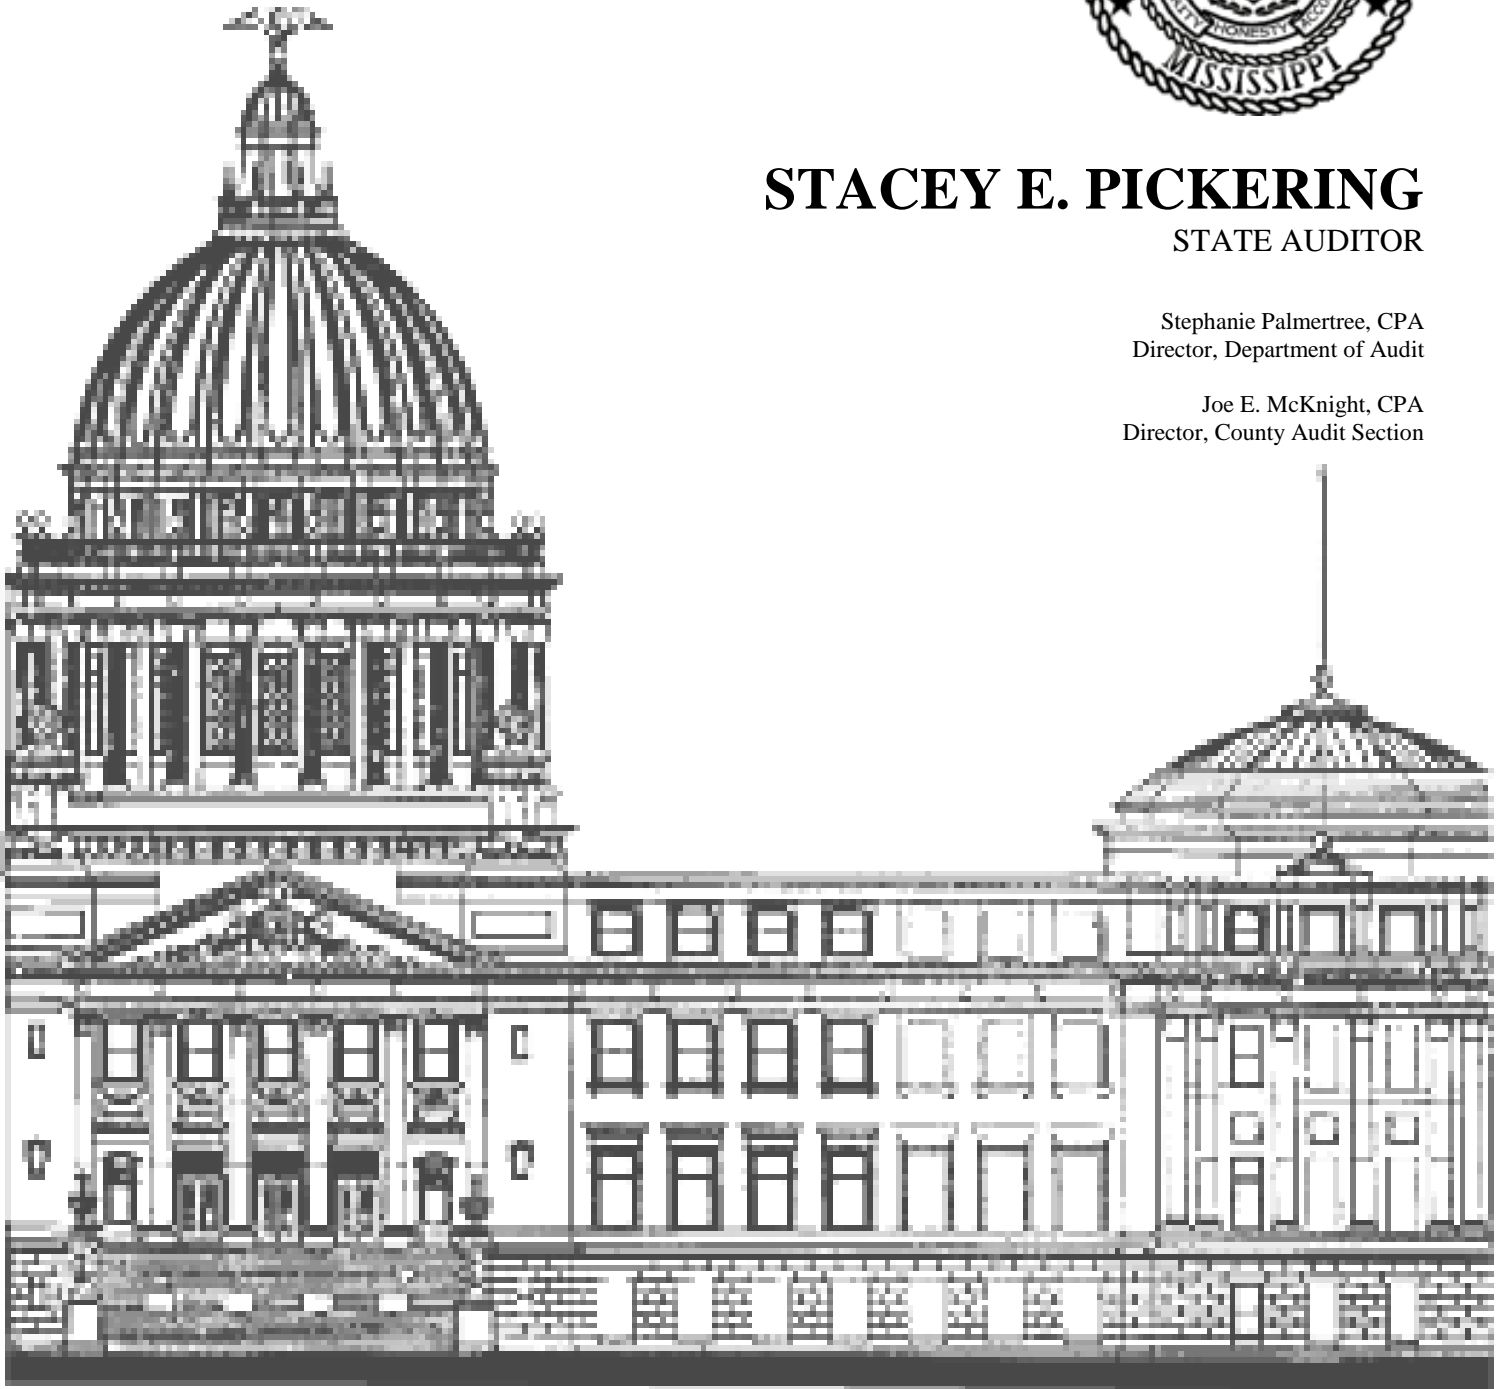 HONESTY
MISSISSIPPI
STACEY E. PICKERING
STATE AUDITOR
Stephanie Palmertree, CPA
Director, Department of Audit
Joe E. McKnight, CPA
Director, County Audit Section